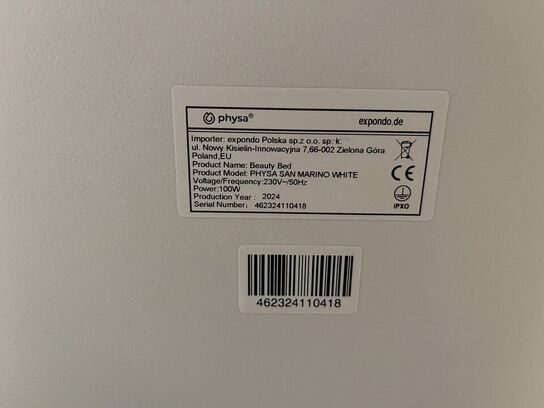 physa® expondo.de
Importer: expondo Polska sp.z o.o. sp. k.
ul. Nowy Kisielin-Innowacyjna 7,66-002 Zielona Góra
Poland,EU
Product Name: Beauty Bed
Product Model: PHYSA SAN MARINO WHITE
Voltage/Frequency:230V~/50Hz
Power:100W
Production Year : 2024
Serial Number: 462324110418
CE
IPXO
462324110418